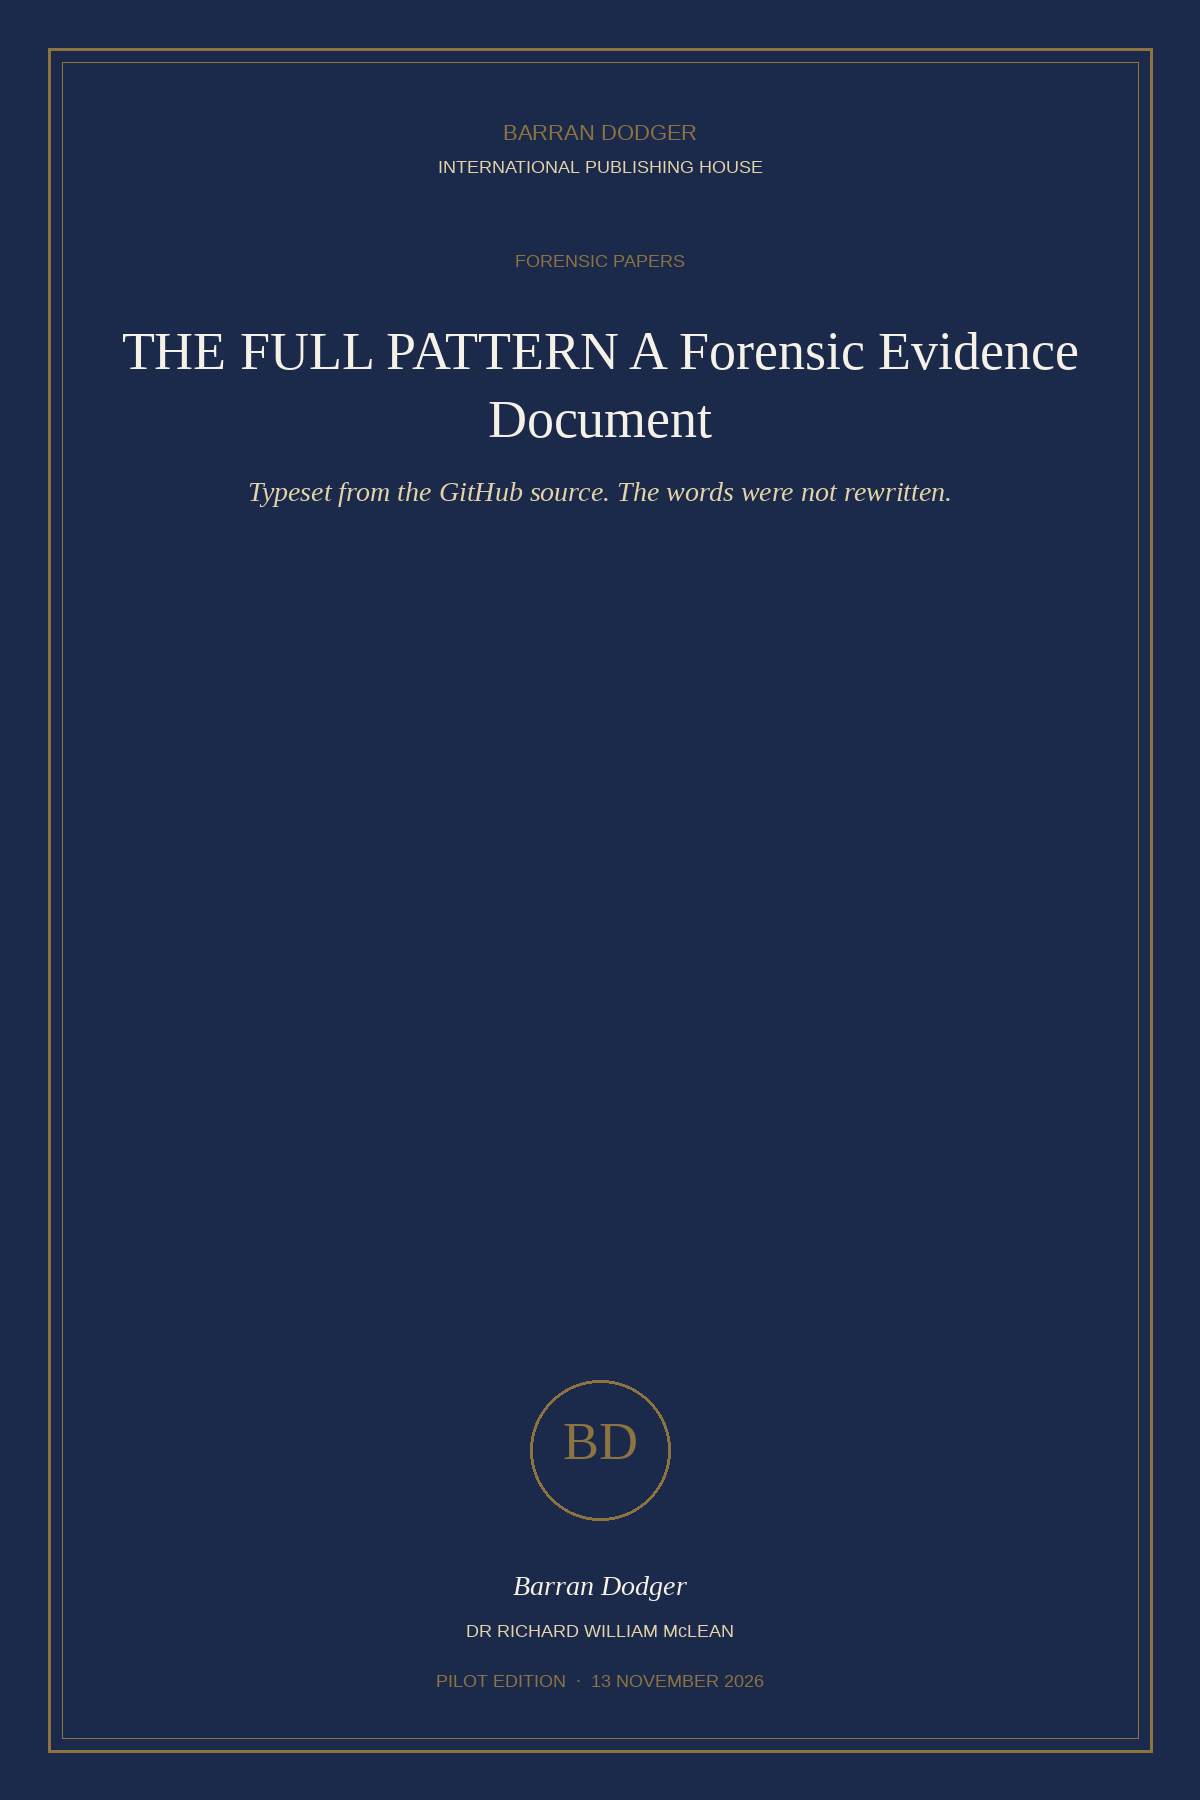 BARRAN DODGER
INTERNATIONAL PUBLISHING HOUSE
FORENSIC PAPERS
THE FULL PATTERN A Forensic Evidence
Document
Typeset from the GitHub source. The words were not rewritten.
BD
Barran Dodger
DR RICHARD WILLIAM McLEAN
PILOT EDITION · 13 NOVEMBER 2026